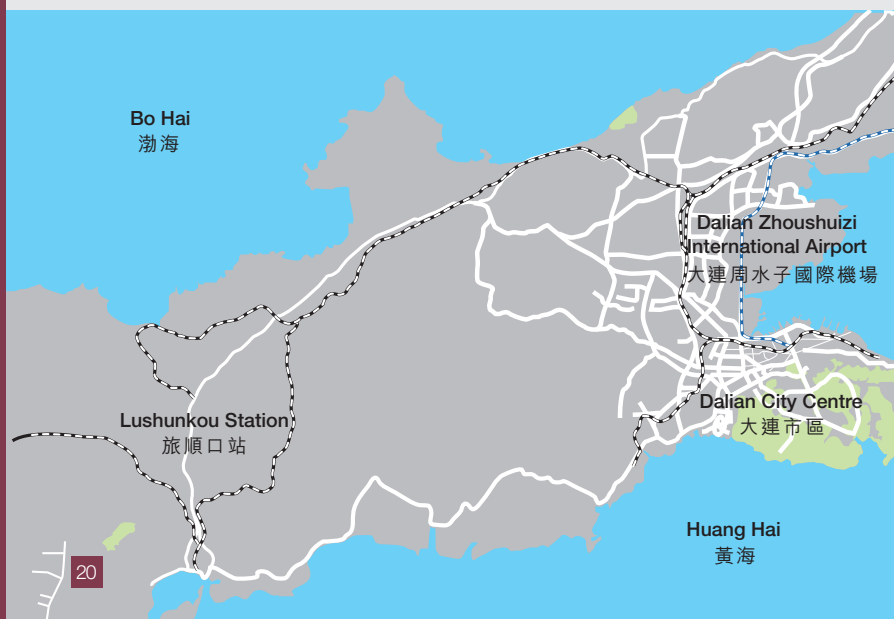 Bo Hai
渤海
Dalian Zhoushuizi
International Airport
大連周水子國際機場
Lushunkou Station
旅順口站
Dalian City Centre
大連市區
Huang Hai
黃海
20